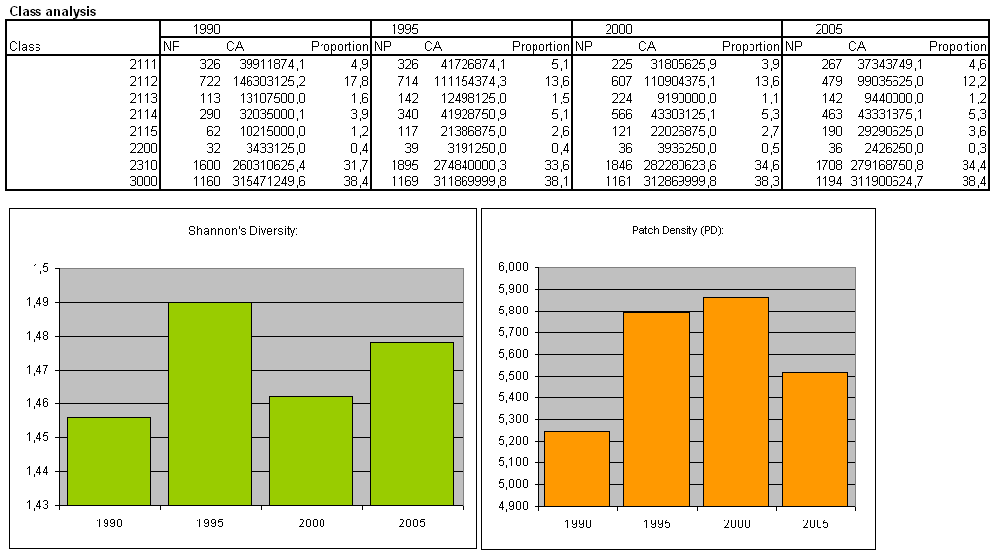 Class analysis
1990 1995 2000 2005
Class NP CA Proportion NP CA Proportion NP CA Proportion NP CA Proportion
2111 326 39911874,1 4,9 326 41726874,1 5,1 225 31805625,9 3,9 267 37343749,1 4,6
2112 722 146303125,2 17,8 714 111154374,3 13,6 607 110904375,1 13,6 479 99035625,0 12,2
2113 113 13107500,0 1,6 142 12498125,0 1,5 224 9190000,0 1,1 142 9440000,0 1,2
2114 290 32035000,1 3,9 340 41928750,9 5,1 566 43303125,1 5,3 463 43331875,1 5,3
2115 62 10215000,0 1,2 117 21386875,0 2,6 121 22026875,0 2,7 190 29290625,0 3,6
2200 32 3433125,0 0,4 39 3191250,0 0,4 36 3936250,0 0,5 36 2426250,0 0,3
2310 1600 260310625,4 31,7 1895 274840000,3 33,6 1846 282280623,6 34,6 1708 279168750,8 34,4
3000 1160 315471249,6 38,4 1169 311869999,8 38,1 1161 312869999,8 38,3 1194 311900624,7 38,4
Shannon's Diversity:
1,5
1,49
1,48
1,47
1,46
1,45
1,44
1,43
1990 1995 2000 2005
Patch Density (PD):
6,000
5,900
5,800
5,700
5,600
5,500
5,400
5,300
5,200
5,100
5,000
4,900
1990 1995 2000 2005